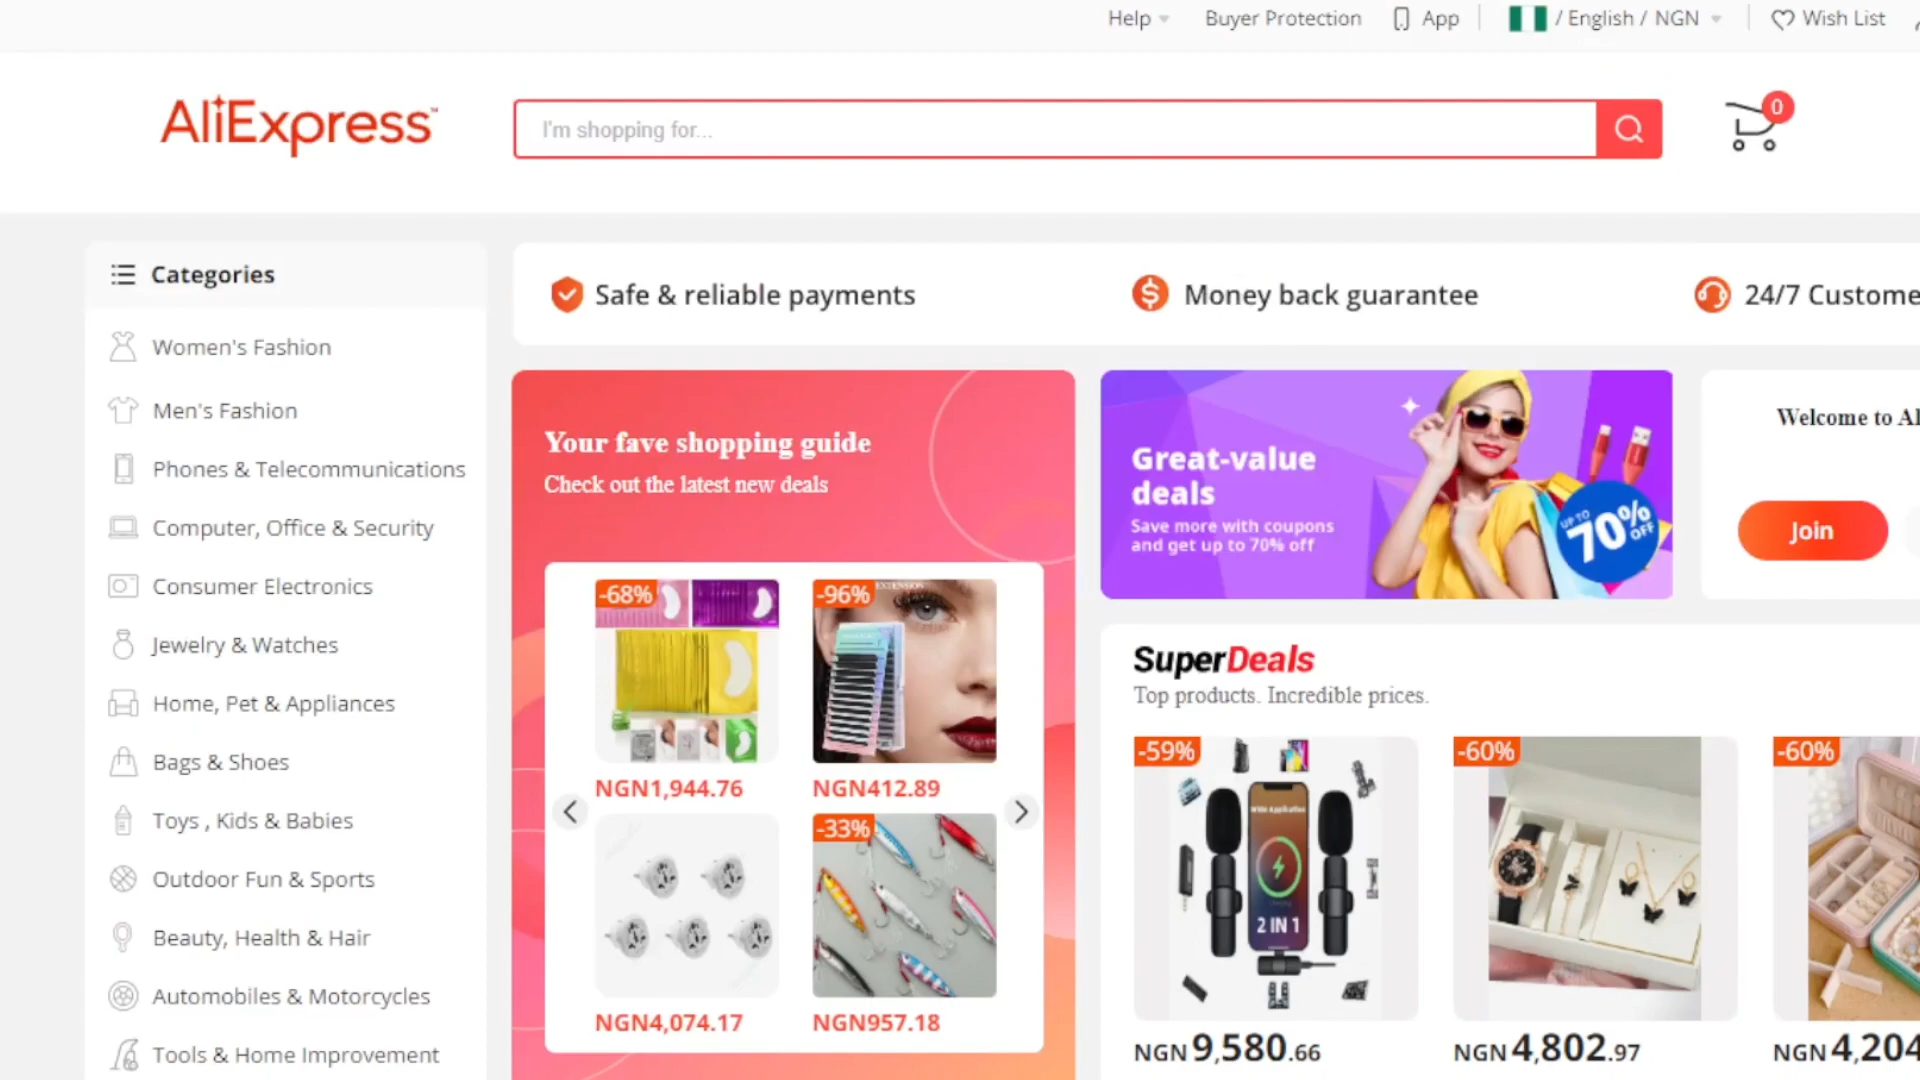 Help
Buyer Protection
App
/ English / NGN
Wish List
AliExpress™
I'm shopping for...
0
Categories
Women's Fashion
Men's Fashion
Phones & Telecommunications
Computer, Office & Security
Consumer Electronics
Jewelry & Watches
Home, Pet & Appliances
Bags & Shoes
Toys , Kids & Babies
Outdoor Fun & Sports
Beauty, Health & Hair
Automobiles & Motorcycles
Tools & Home Improvement
Safe & reliable payments
Money back guarantee
24/7 Custome
Your fave shopping guide
Check out the latest new deals
-68%
-96%
EXTENSION
NGN1,944.76
NGN412.89
-33%
NGN4,074.17
NGN957.18
Great-value
deals
Save more with coupons
and get up to 70% off
UP TO
70%
OFF
Welcome to Al
Join
SuperDeals
Top products. Incredible prices.
-59%
-60%
-60%
Wide Application
2 IN 1
NGN 9,580.66
NGN 4,802.97
NGN 4,204